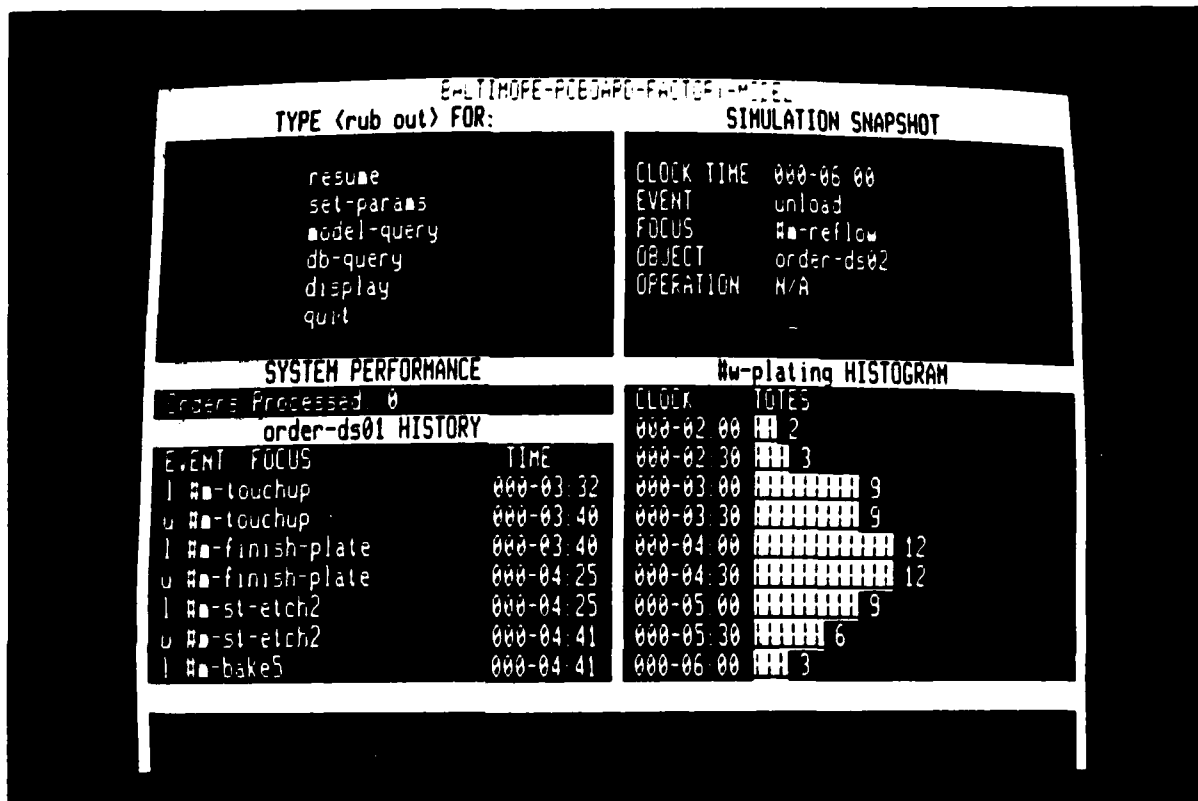 BALTIMORE-PCBOARD-FACTORY-MODEL
TYPE <rub out> FOR:
resume
set-params
model-query
db-query
display
quit
SIMULATION SNAPSHOT
CLOCK TIME 000-06:00
EVENT unload
FOCUS #m-reflow
OBJECT order-ds02
OPERATION N/A
SYSTEM PERFORMANCE
Orders Processed: 0
order-ds01 HISTORY
EVENT FOCUS TIME
l #m-touchup 000-03:32
u #m-touchup 000-03:40
l #m-finish-plate 000-03:40
u #m-finish-plate 000-04:25
l #m-st-etch2 000-04:25
u #m-st-etch2 000-04:41
l #m-bake5 000-04:41
#w-plating HISTOGRAM
CLOCK TOTES
000-02:00 2
000-02:30 3
000-03:00 9
000-03:30 9
000-04:00 12
000-04:30 12
000-05:00 9
000-05:30 6
000-06:00 3